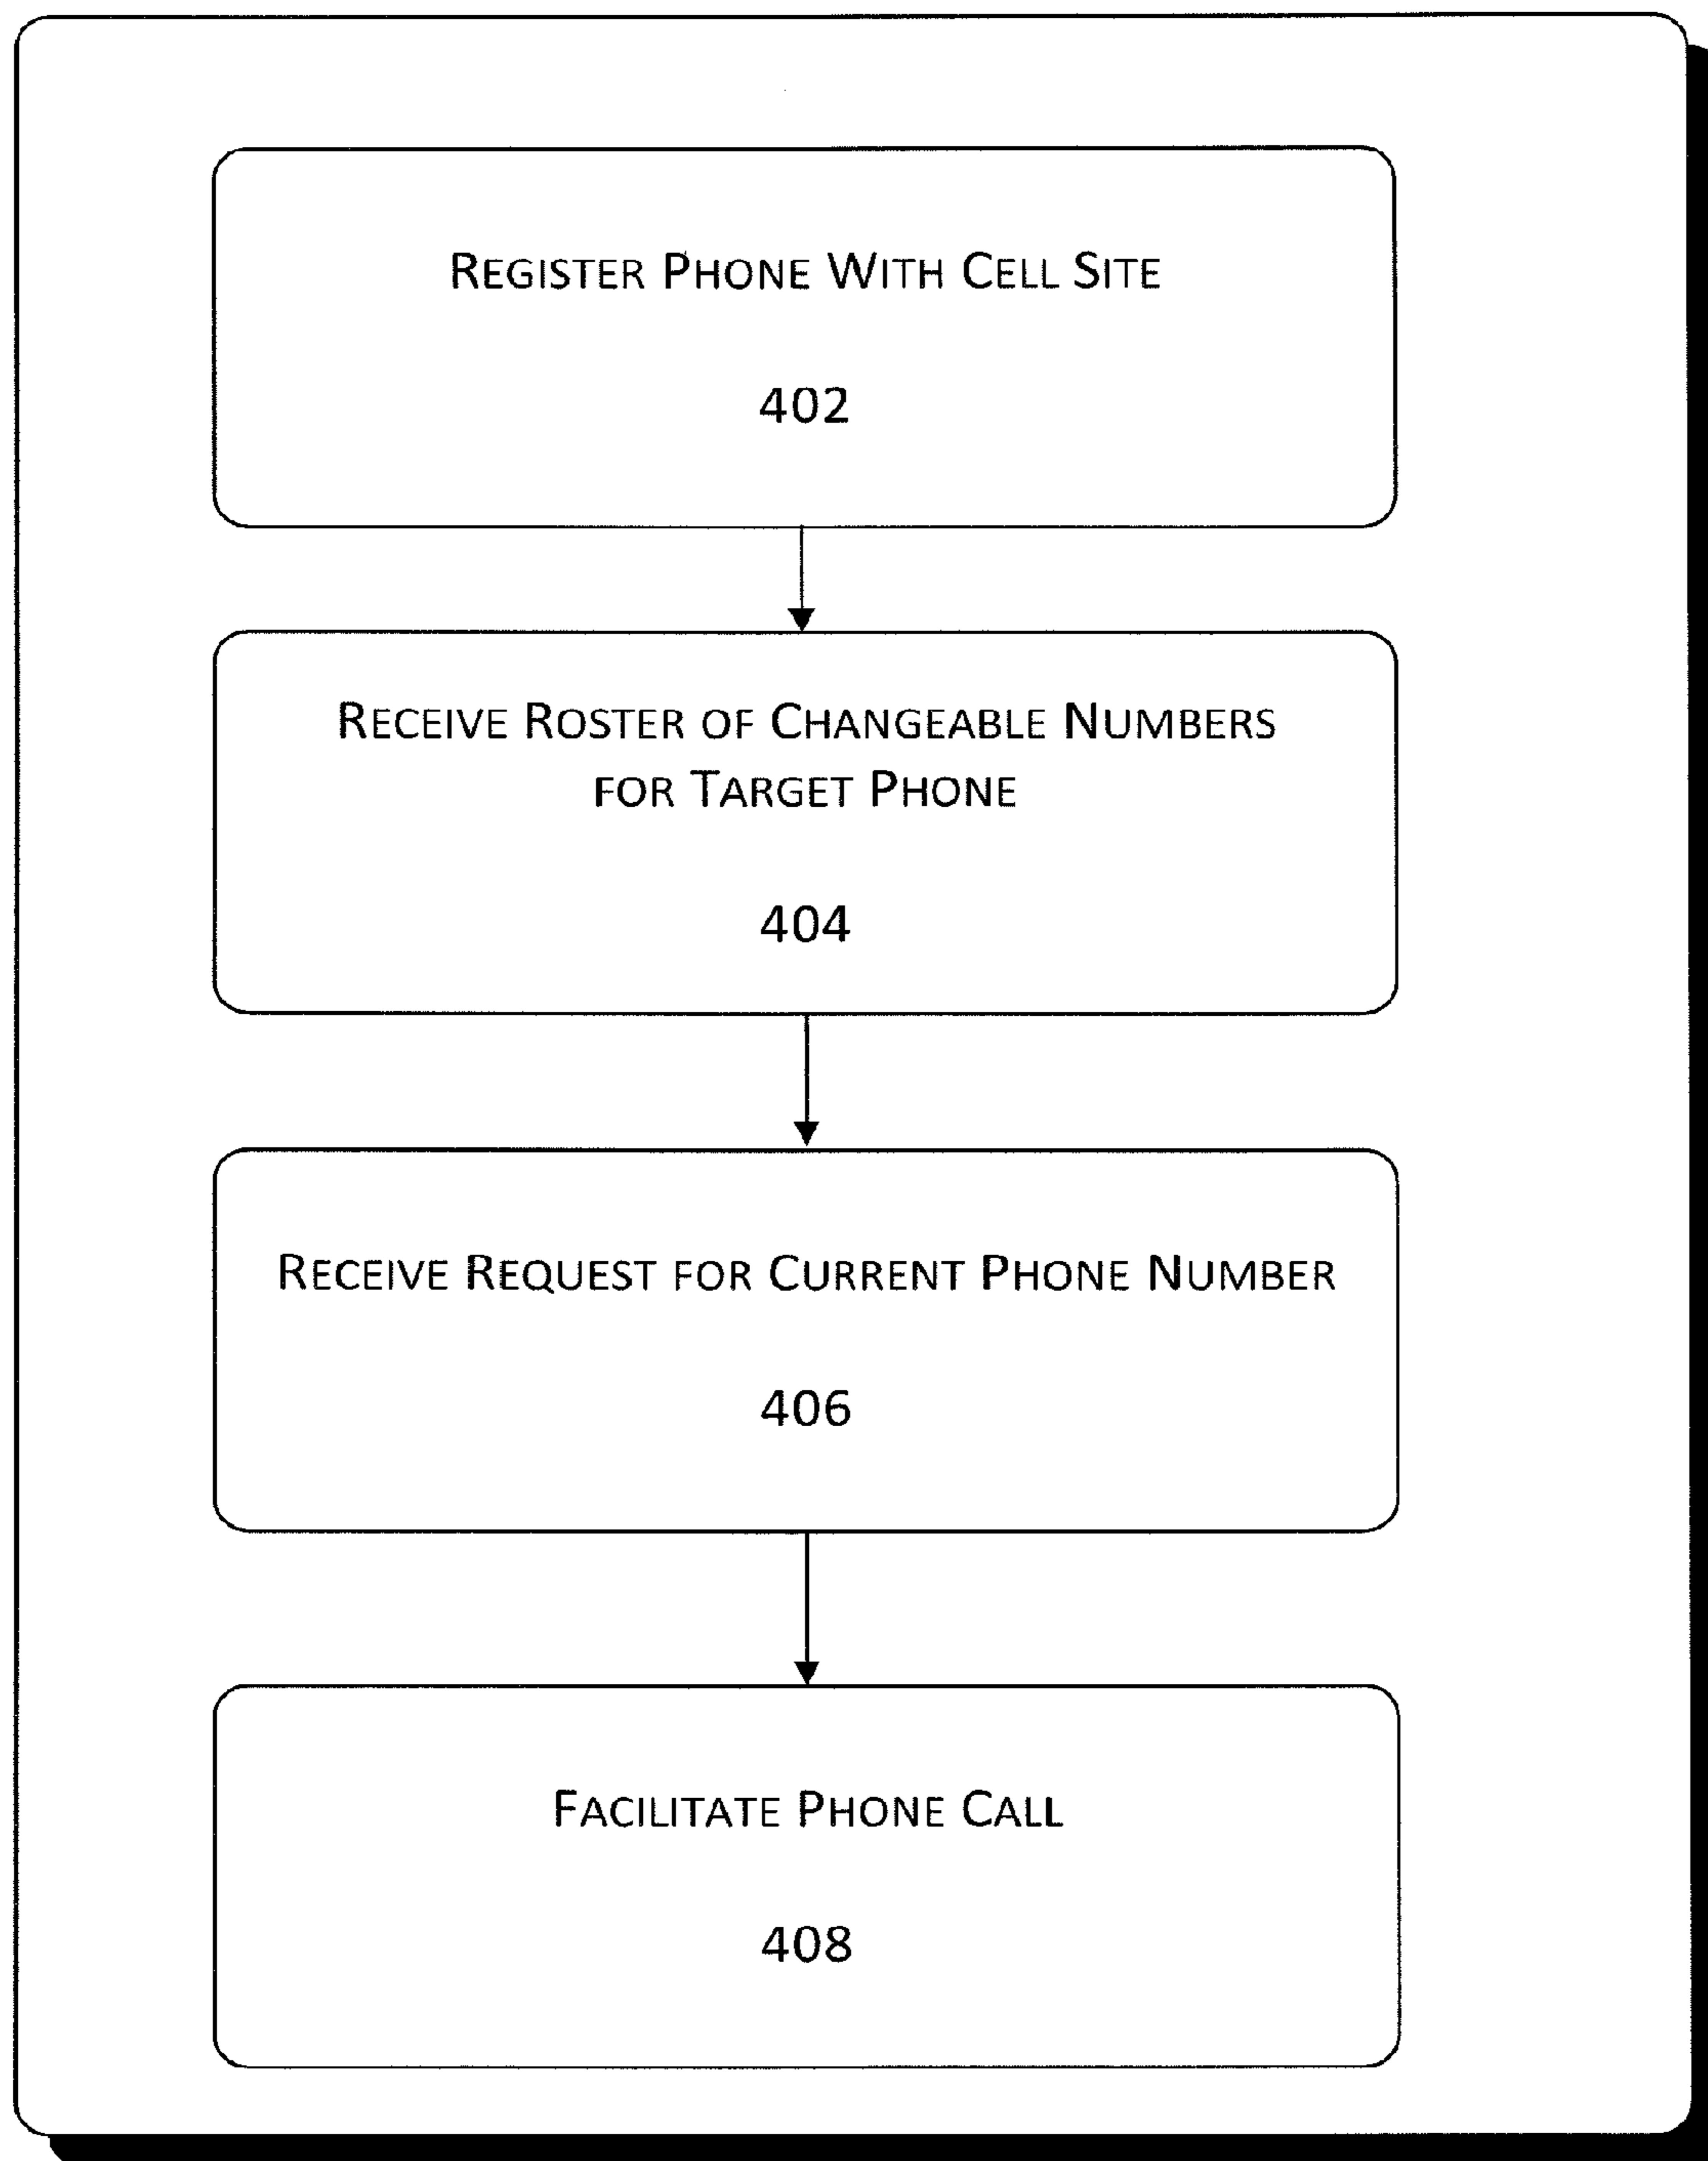 REGISTER PHONE WITH CELL SITE
402
RECEIVE ROSTER OF CHANGEABLE NUMBERS
FOR TARGET PHONE
404
RECEIVE REQUEST FOR CURRENT PHONE NUMBER
406
FACILITATE PHONE CALL
408